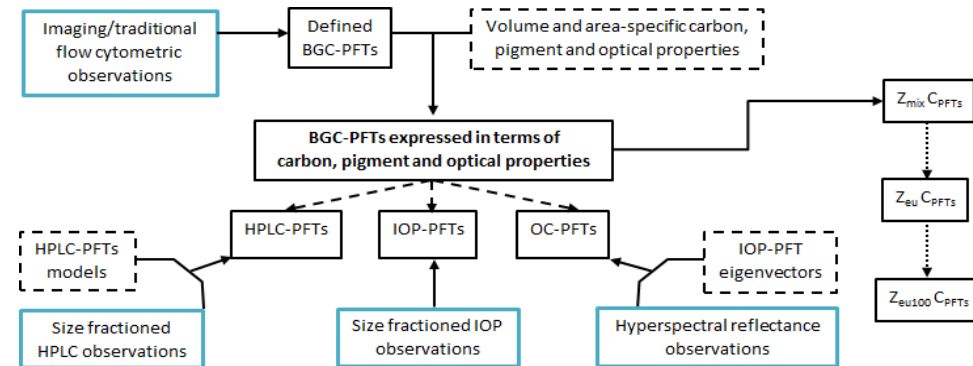 Imaging/traditional
flow cytometric
observations
Defined
BGC-PFTs
Volume and area-specific carbon,
pigment and optical properties
Zmix CPFTs
BGC-PFTs expressed in terms of
carbon, pigment and optical properties
Zeu CPFTs
HPLC-PFTs
IOP-PFTs
OC-PFTs
HPLC-PFTs
models
IOP-PFT
eigenvectors
Zeu100 CPFTs
Size fractioned
HPLC observations
Size fractioned IOP
observations
Hyperspectral reflectance
observations